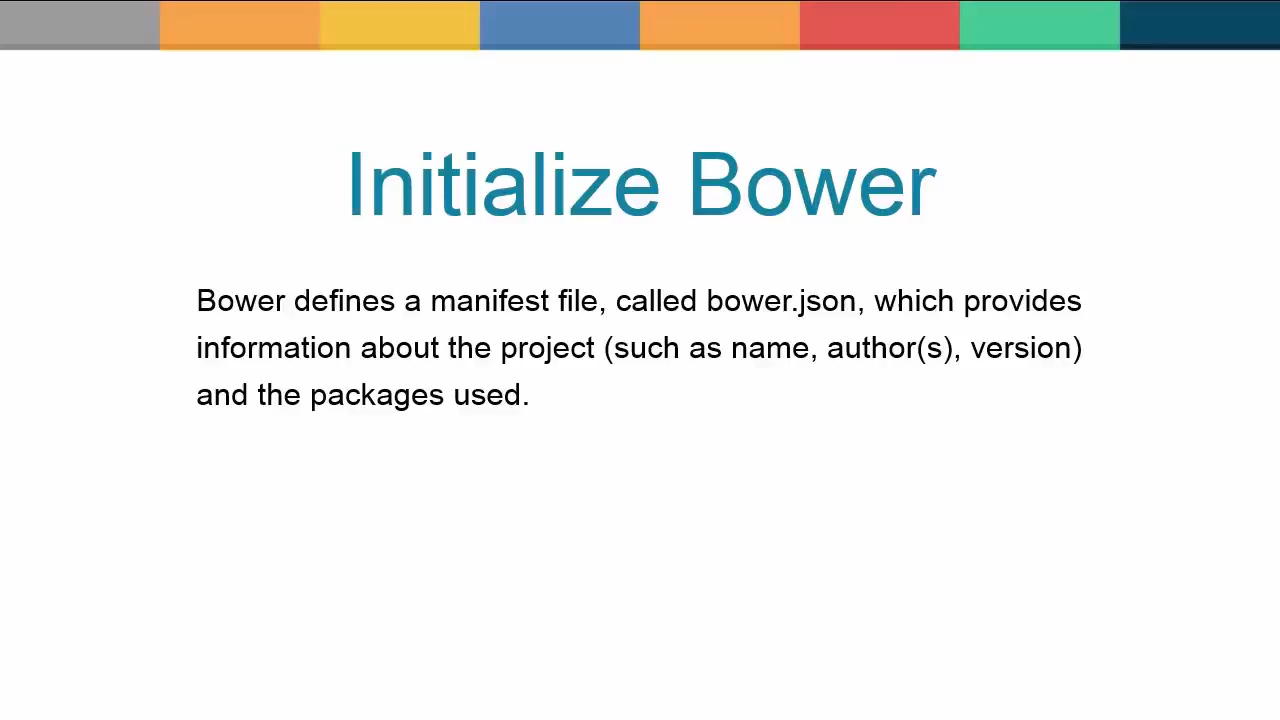 Initialize Bower
Bower defines a manifest file, called bower.json, which provides
information about the project (such as name, author(s), version)
and the packages used.